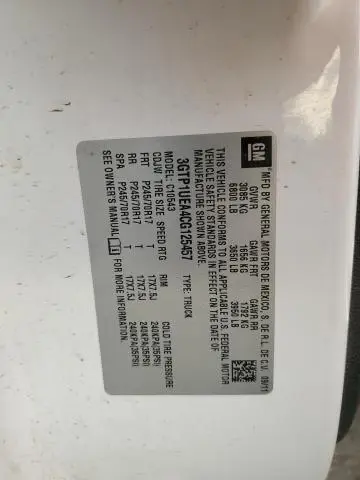 GM
MFD BY GENERAL MOTORS DE MEXICO, S. DE R.L. DE C.V. 09/11
GVWR GAWR FRT GAWR RR
3085 KG 1656 KG 1792 KG
6800 LB 3650 LB 3950 LB
THIS VEHICLE CONFORMS TO ALL APPLICABLE U.S. FEDERAL MOTOR
VEHICLE SAFETY STANDARDS IN EFFECT ON THE DATE OF
MANUFACTURE SHOWN ABOVE.
3GTP1UEA4CG125457 TYPE: TRUCK
MODEL: C10543
CDJW TIRE SIZE SPEED RTG RIM COLD TIRE PRESSURE
FRT P245/70R17 T 17X7.5J 240KPA(35PSI)
RR P245/70R17 T 17X7.5J 240KPA(35PSI)
SPA P245/70R17 T 17X7.5J 240KPA(35PSI)
SEE OWNER'S MANUAL FOR MORE INFORMATION.